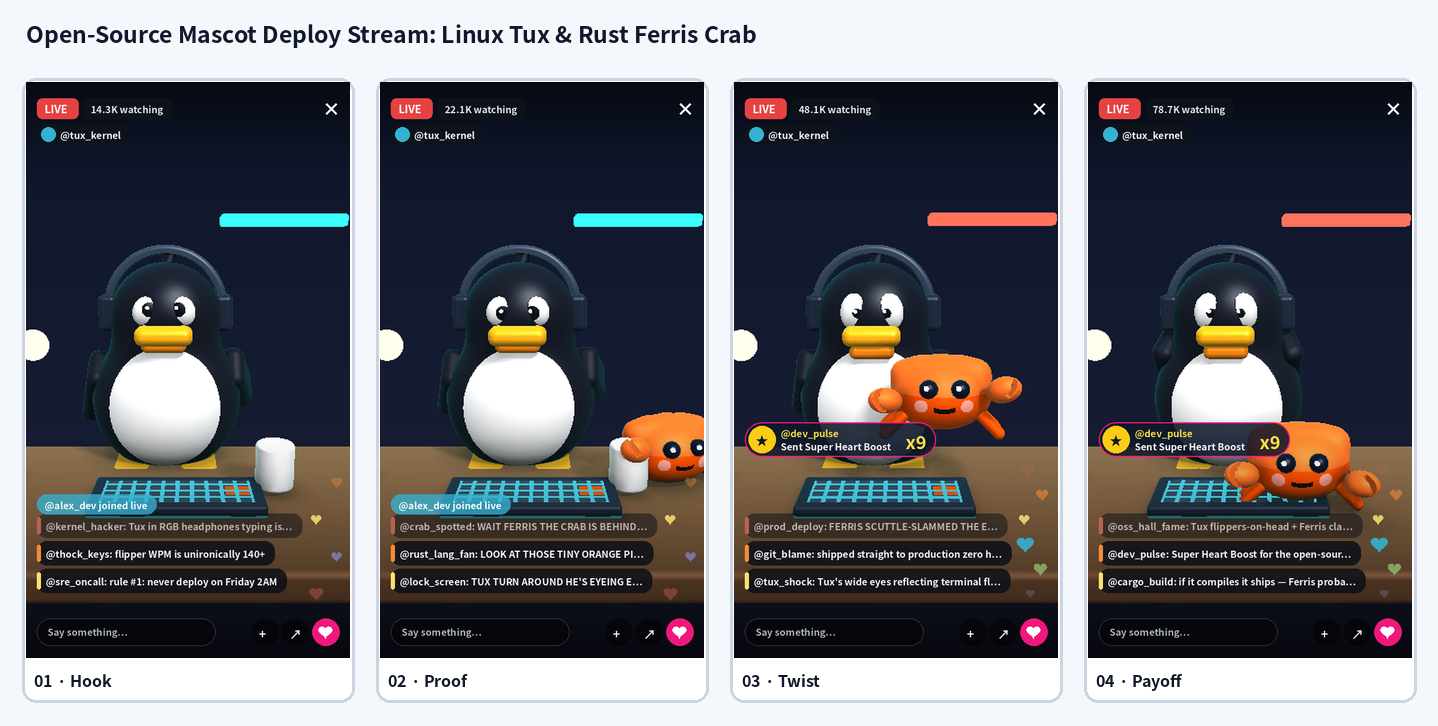 Open-Source Mascot Deploy Stream: Linux Tux & Rust Ferris Crab
LIVE 14.3K watching
@tux_kernel
@alex_dev joined live
@kernel_hacker: Tux in RGB headphones typing is…
@thock_keys: flipper WPM is unironically 140+
@sre_oncall: rule #1: never deploy on Friday 2AM
Say something…
01 · Hook
LIVE 22.1K watching
@tux_kernel
@alex_dev joined live
@crab_spotted: WAIT FERRIS THE CRAB IS BEHIND…
@rust_lang_fan: LOOK AT THOSE TINY ORANGE PI…
@lock_screen: TUX TURN AROUND HE'S EYEING E…
Say something…
02 · Proof
LIVE 48.1K watching
@tux_kernel
@dev_pulse
Sent Super Heart Boost x9
@prod_deploy: FERRIS SCUTTLE-SLAMMED THE E…
@git_blame: shipped straight to production zero h…
@tux_shock: Tux's wide eyes reflecting terminal fl…
Say something…
03 · Twist
LIVE 78.7K watching
@tux_kernel
@dev_pulse
Sent Super Heart Boost x9
@oss_hall_fame: Tux flippers-on-head + Ferris cla…
@dev_pulse: Super Heart Boost for the open-sour…
@cargo_build: if it compiles it ships — Ferris proba…
Say something…
04 · Payoff